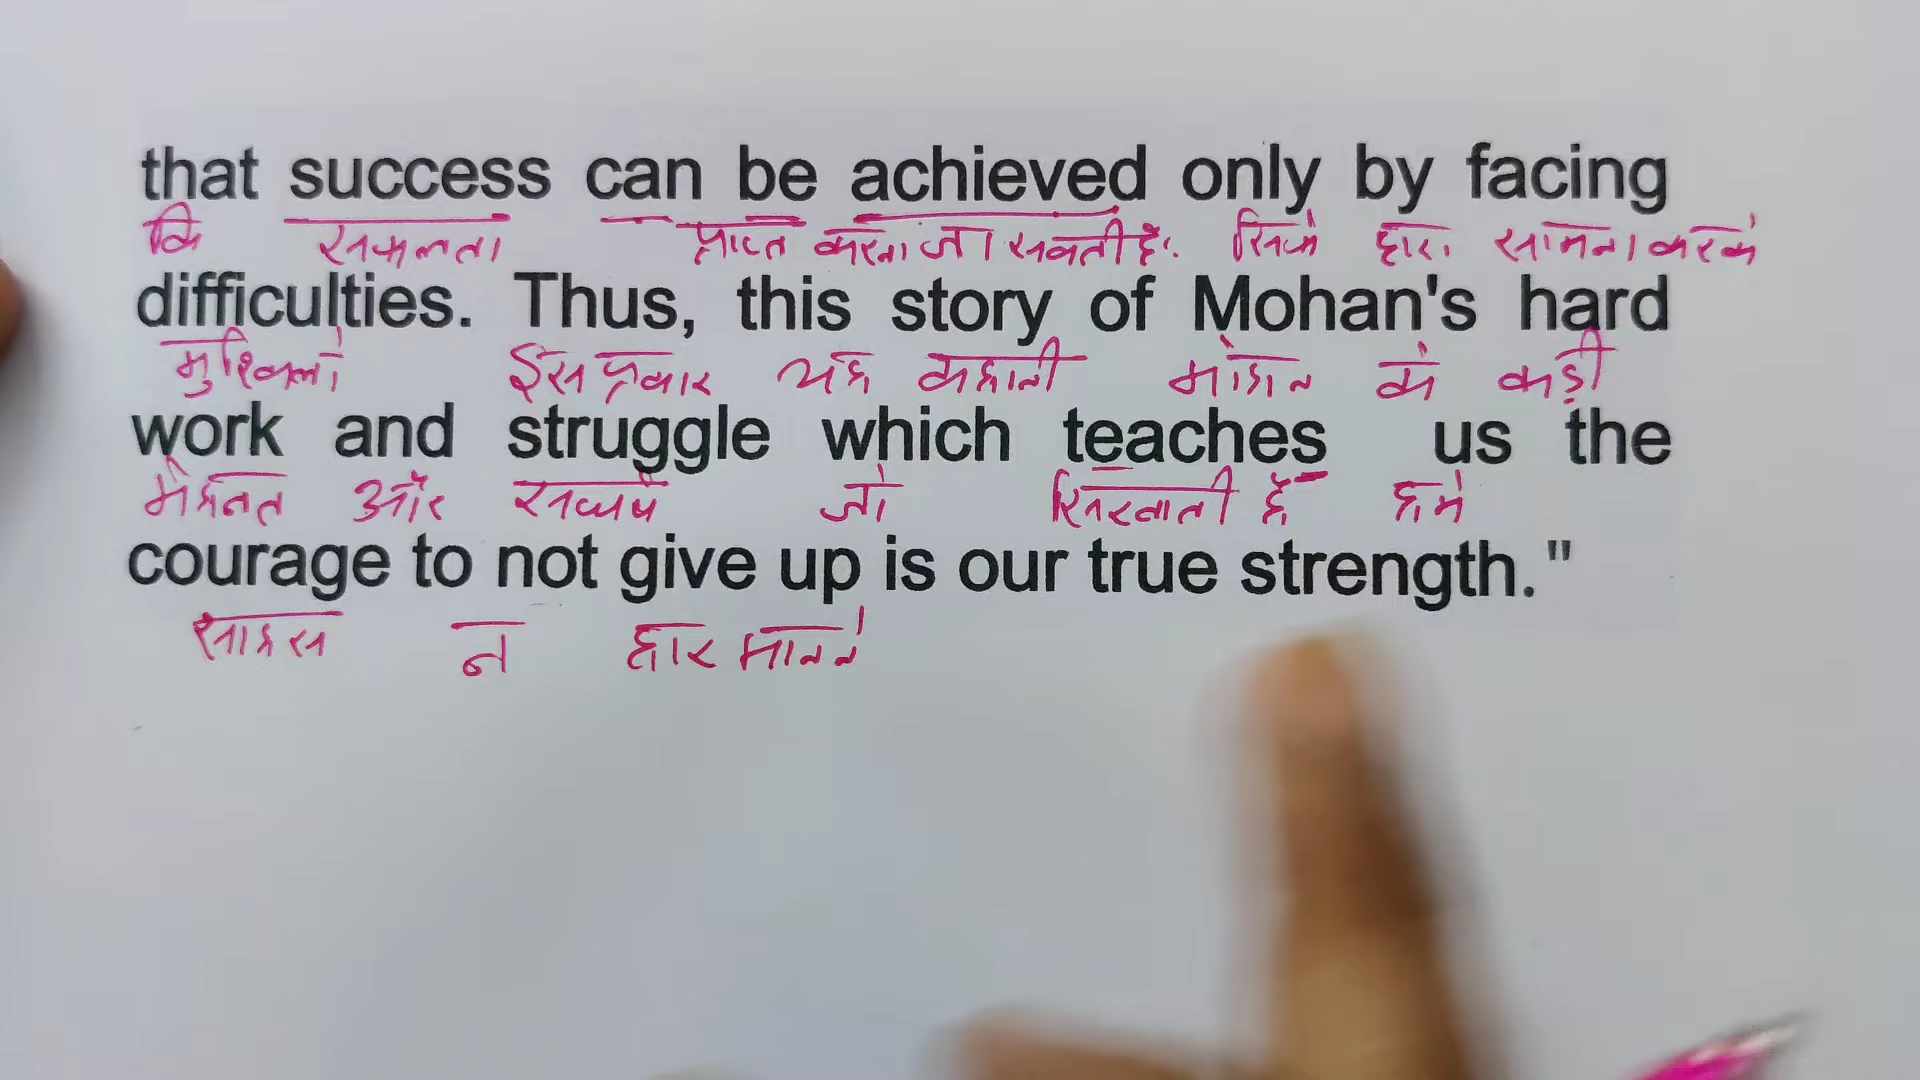 that success can be achieved only by facing
कि सफलता प्राप्त करना जा सकती है. सिर्फ द्वारा सामना करके
difficulties. Thus, this story of Mohan's hard
मुश्किलों इस प्रकार यह कहानी मोहन के कड़ी
work and struggle which teaches us the
मेहनत और संघर्ष जो सिखाती है हमें
courage to not give up is our true strength."
साहस न हार मानने